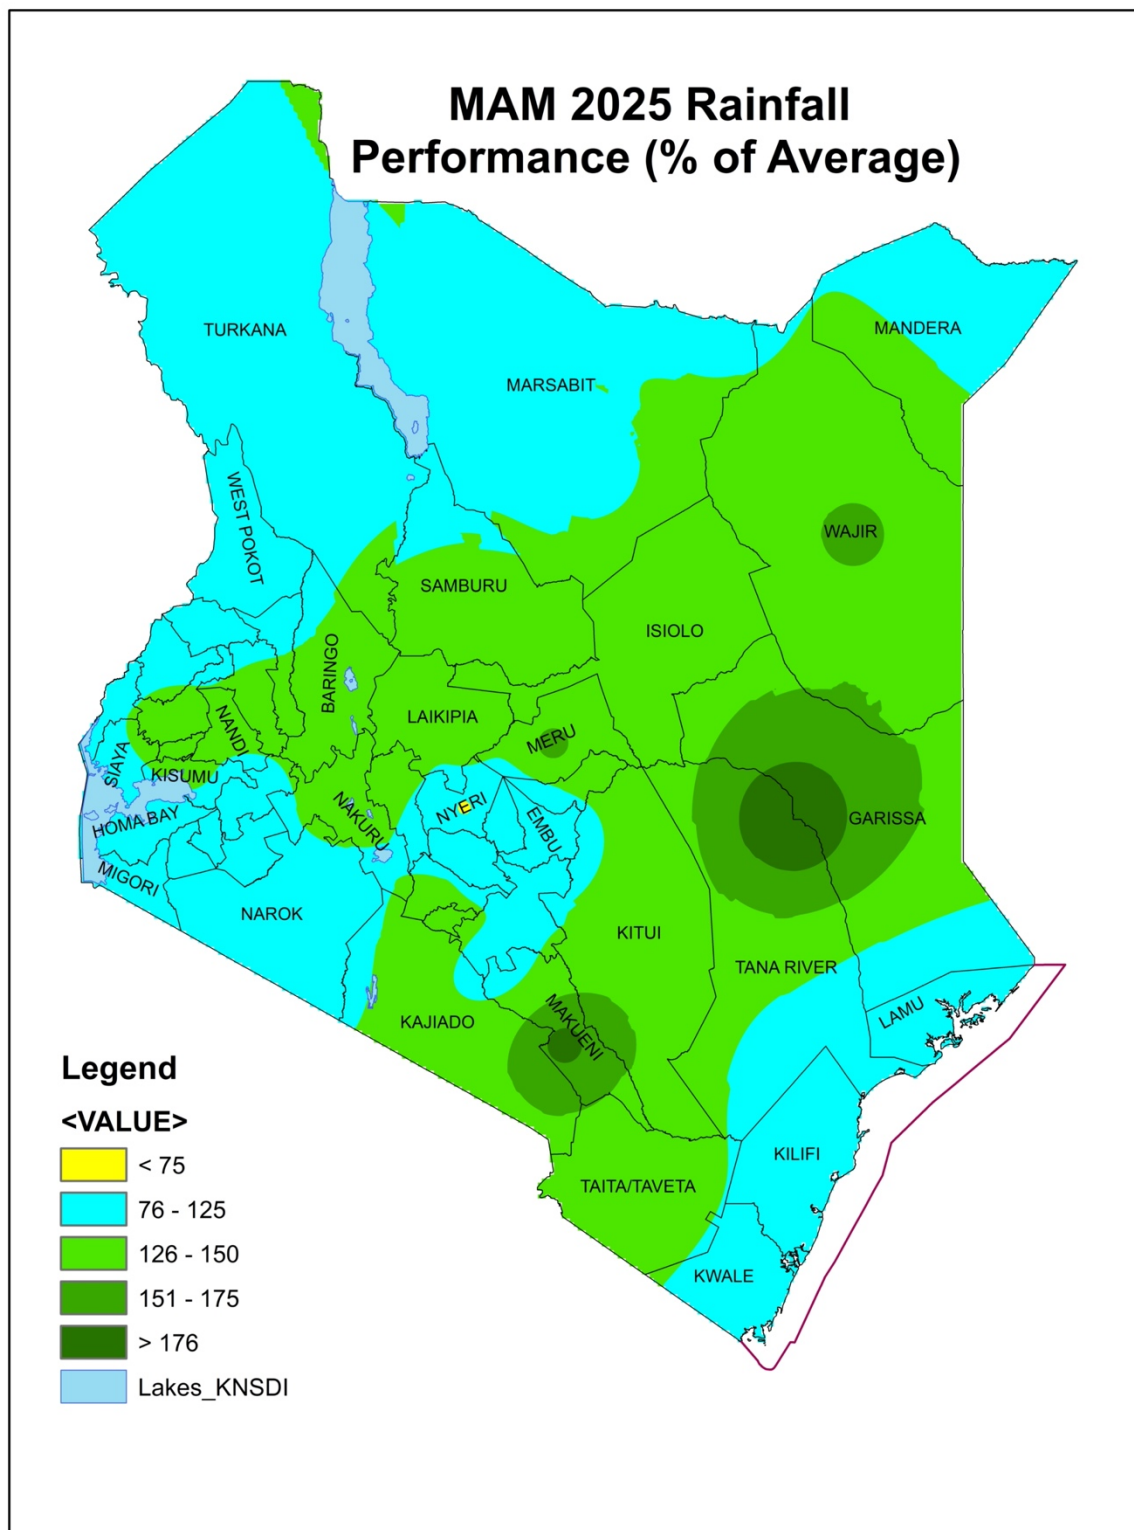 MAM 2025 Rainfall
Performance (% of Average)
TURKANA
MANDERA
MARSABIT
WEST POKOT
WAJIR
SAMBURU
ISIOLO
BARINGO
LAIKIPIA
NANDI
MERU
SIAYA
KISUMU
NYERI
EMBU
NAKURU
HOMA BAY
GARISSA
MIGORI
NAROK
KITUI
TANA RIVER
LAMU
KAJIADO
MAKUENI
KILIFI
TAITA/TAVETA
KWALE
Legend
<VALUE>
< 75
76 - 125
126 - 150
151 - 175
> 176
Lakes_KNSDI